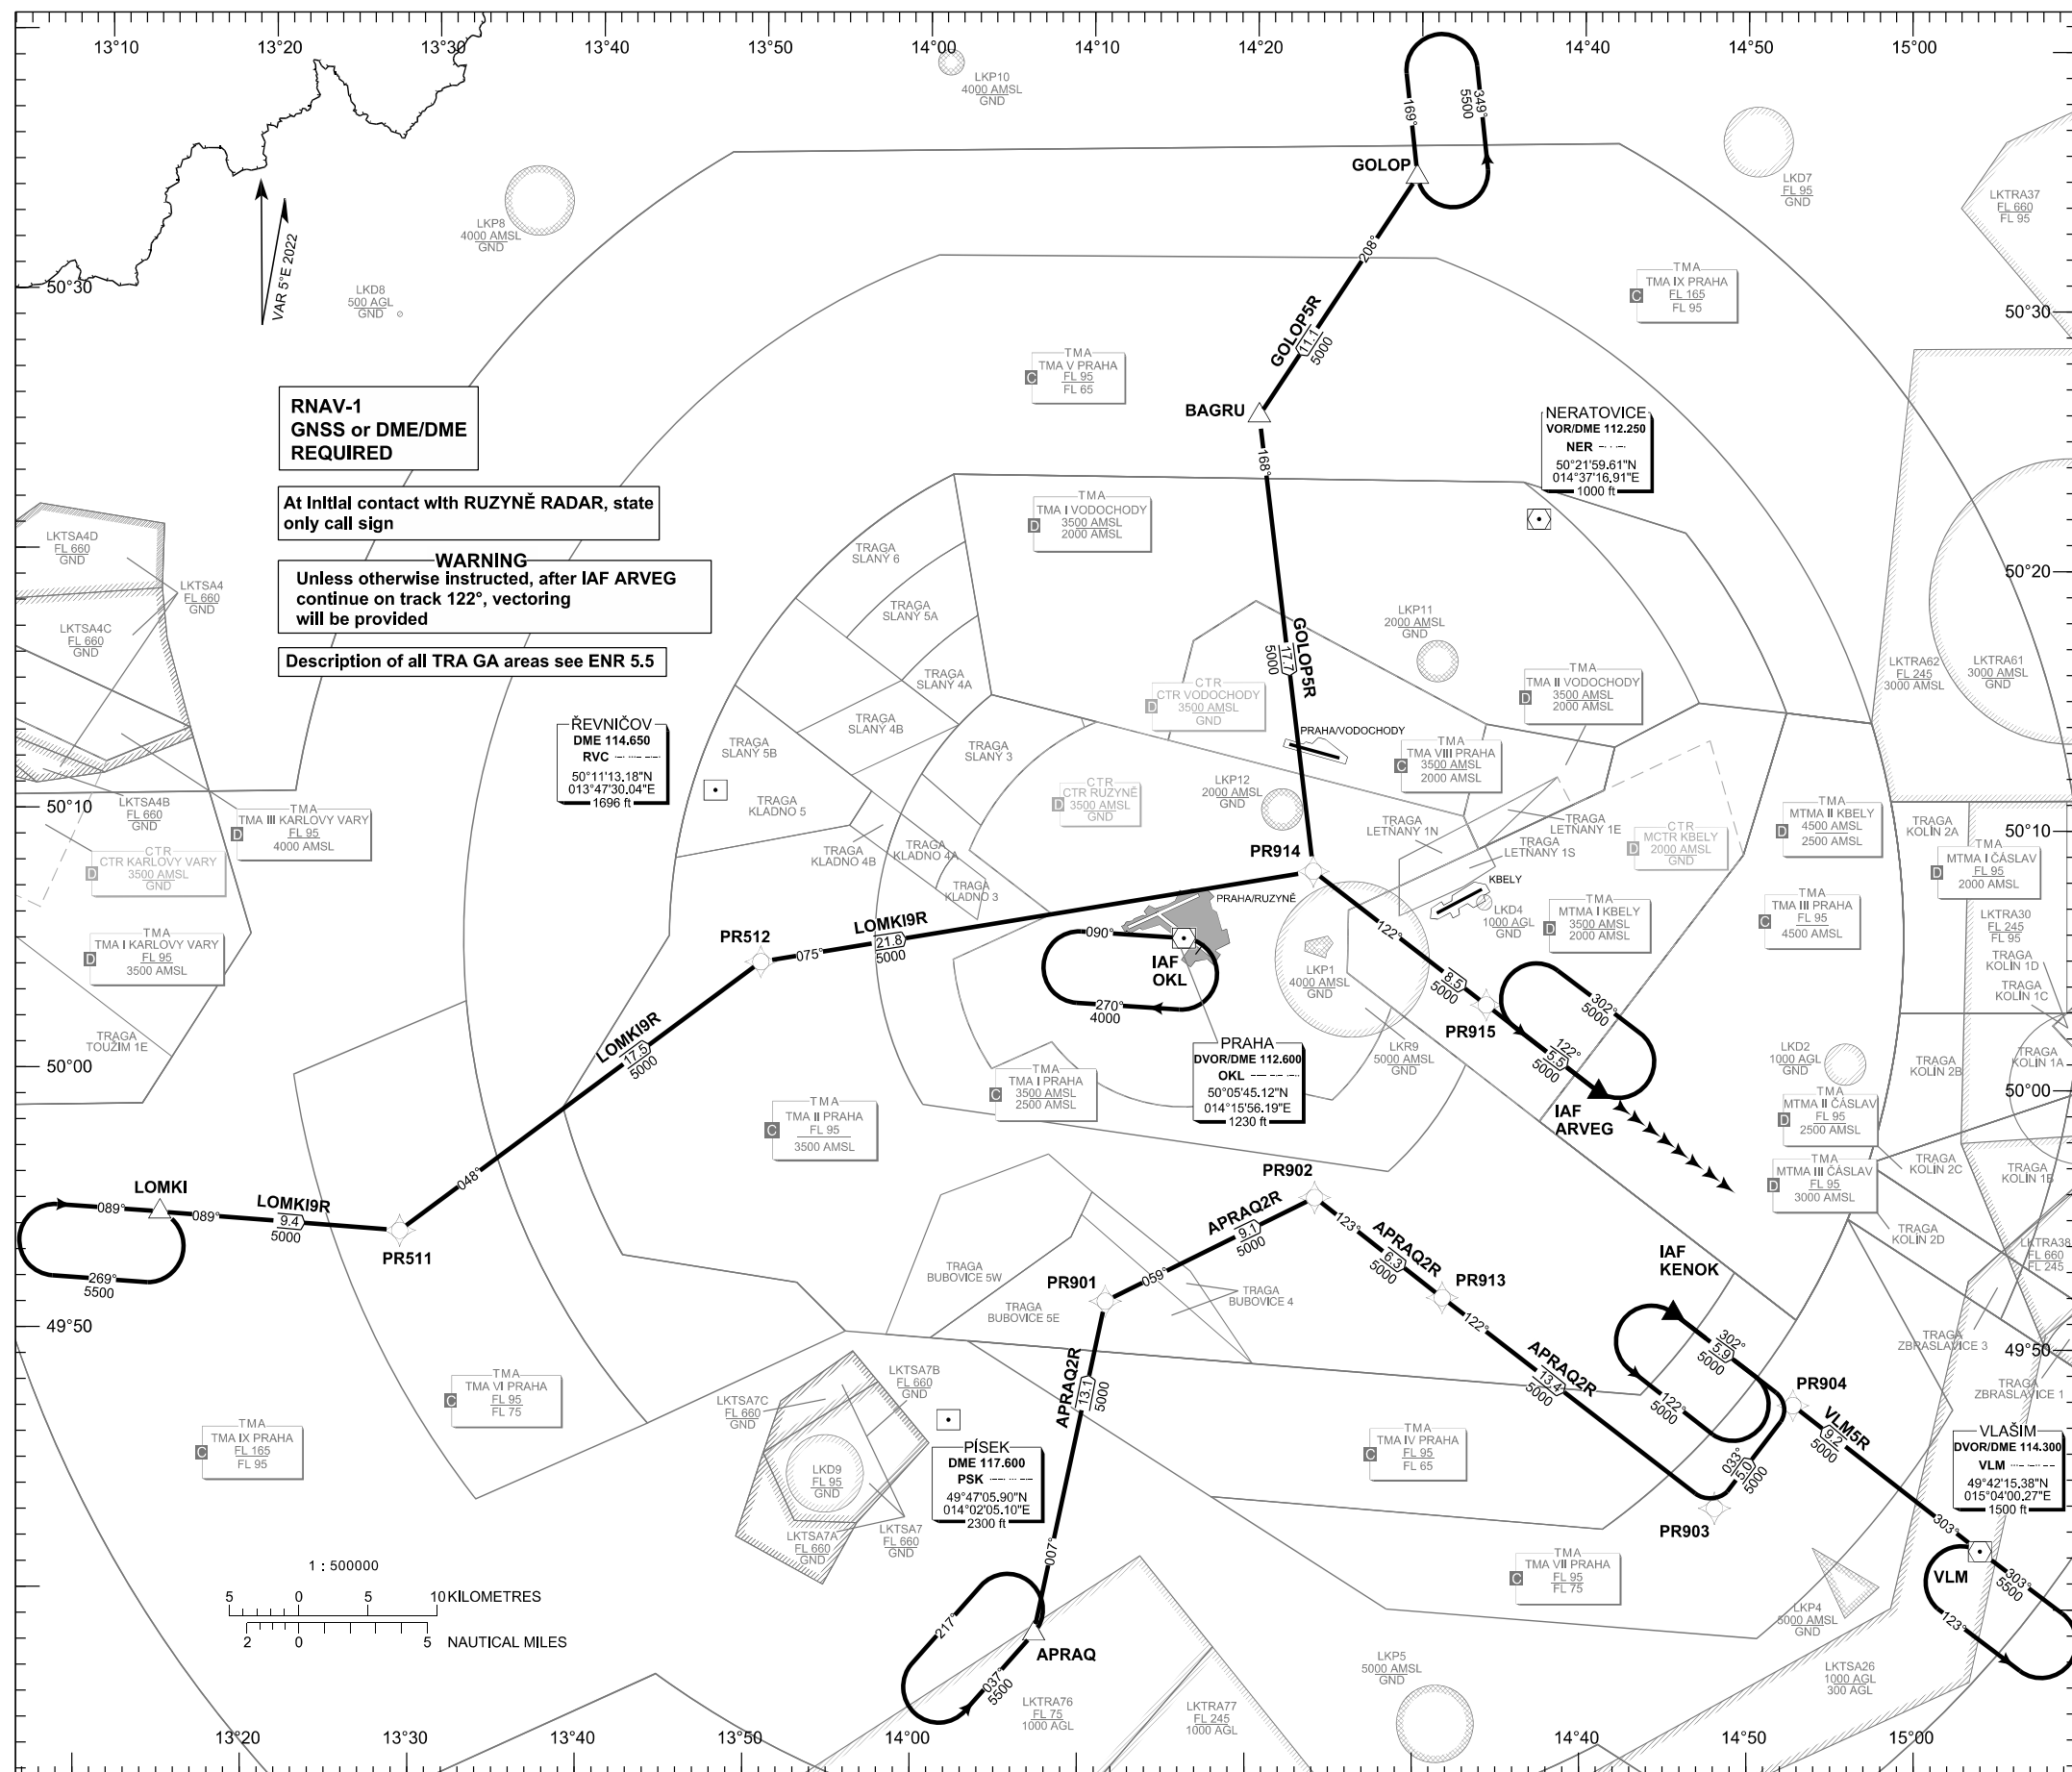 13°10
13°20
13°30
13°40
13°50
14°00
14°10
14°20
14°40
14°50
15°00
LKP10
4000 AMSL
GND
169°
349°
5500
GOLOP
LKD7
FL 95
GND
LKTRA37
FL 660
FL 95
LKP8
4000 AMSL
GND
VAR 5°E 2022
208°
50°30
LKD8
500 AGL
GND
TMA
TMA IX PRAHA
C
FL 165
FL 95
50°30
GOLOP5R
11.1
5000
TMA
TMA V PRAHA
C
FL 95
FL 65
RNAV-1
GNSS or DME/DME
REQUIRED
BAGRU
168°
NERATOVICE
VOR/DME 112.250
NER
50°21'59.61"N
014°37'16.91"E
1000 ft
At Initial contact with RUZYNĚ RADAR, state
only call sign
TMA
TMA I VODOCHODY
D
3500 AMSL
2000 AMSL
LKTSA4D
FL 660
GND
TRAGA
SLANÝ 6
WARNING
Unless otherwise instructed, after IAF ARVEG
continue on track 122°, vectoring
will be provided
LKTSA4
FL 660
GND
50°20
TRAGA
SLANÝ 5A
LKP11
2000 AMSL
GND
LKTSA4C
FL 660
GND
Description of all TRA GA areas see ENR 5.5
GOLOP5R
17.7
5000
TRAGA
SLANÝ 4A
LKTRA62
FL 245
3000 AMSL
LKTRA61
3000 AMSL
GND
CTR
CTR VODOCHODY
D
3500 AMSL
GND
TMA
TMA II VODOCHODY
D
3500 AMSL
2000 AMSL
ŘEVNIČOV
DME 114.650
RVC
50°11'13.18"N
013°47'30.04"E
1696 ft
TRAGA
SLANÝ 4B
TRAGA
SLANÝ 5B
TRAGA
SLANÝ 3
PRAHA/VODOCHODY
TMA
TMA VIII PRAHA
C
3500 AMSL
2000 AMSL
50°10
LKTSA4B
FL 660
GND
TMA
TMA III KARLOVY VARY
D
FL 95
4000 AMSL
TRAGA
KLADNO 5
CTR
CTR RUZYNĚ
D
3500 AMSL
GND
LKP12
2000 AMSL
GND
TRAGA
LETŇANY 1N
TRAGA
LETŇANY 1E
TRAGA
LETŇANY 1S
CTR
MCTR KBELY
D
2000 AMSL
GND
TMA
MTMA II KBELY
D
4500 AMSL
2500 AMSL
TRAGA
KOLÍN 2A
50°10
CTR
CTR KARLOVY VARY
D
3500 AMSL
GND
TRAGA
KLADNO 4B
TRAGA
KLADNO 4A
TRAGA
KLADNO 3
PR914
TMA
MTMA I ČÁSLAV
D
FL 95
2000 AMSL
PRAHA/RUZYNĚ
KBELY
LKD4
1000 AGL
GND
TMA
MTMA I KBELY
D
3500 AMSL
2000 AMSL
TMA
TMA III PRAHA
C
FL 95
4500 AMSL
LKTRA30
FL 245
FL 95
TMA
TMA I KARLOVY VARY
D
FL 95
3500 AMSL
PR512
075°
LOMKI9R
21.8
5000
090°
IAF
OKL
270°
4000
122°
LKP1
4000 AMSL
GND
8.5
5000
PR915
302°
5000
TRAGA
KOLÍN 1D
TRAGA
KOLÍN 1C
TRAGA
TOUŽIM 1E
50°00
LOMKI9R
17.5
5000
PRAHA
DVOR/DME 112.600
OKL
50°05'45.12"N
014°15'56.19"E
1230 ft
LKR9
5000 AMSL
GND
122°
5.5
5000
IAF
ARVEG
LKD2
1000 AGL
GND
TRAGA
KOLÍN 2B
TRAGA
KOLÍN 1A
50°00
TMA
TMA I PRAHA
C
3500 AMSL
2500 AMSL
TMA
TMA II PRAHA
C
FL 95
3500 AMSL
TMA
MTMA II ČÁSLAV
D
FL 95
2500 AMSL
TMA
MTMA III ČÁSLAV
D
FL 95
3000 AMSL
TRAGA
KOLÍN 2C
TRAGA
KOLÍN 1B
048°
LOMKI
089°
089°
LOMKI9R
9.4
5000
PR511
269°
5500
PR902
APRAQ2R
9.1
5000
059°
123°
APRAQ2R
6.3
5000
PR913
TRAGA
KOLÍN 2D
LKTRA38
FL 660
FL 245
IAF
KENOK
TRAGA
BUBOVICE 5W
TRAGA
BUBOVICE 5E
TRAGA
BUBOVICE 4
PR901
49°50
122°
302°
5.9
5000
TRAGA
ZBRASLAVICE 3
49°50
TRAGA
ZBRASLAVICE 1
APRAQ2R
13.1
5000
APRAQ2R
13.4
5000
122°
5000
PR904
VLM5R
9.2
5000
TMA
TMA VI PRAHA
C
FL 95
FL 75
LKTSA7C
FL 660
GND
LKTSA7B
FL 660
GND
TMA
TMA IX PRAHA
C
FL 165
FL 95
LKD9
FL 95
GND
PÍSEK
DME 117.600
PSK
49°47'05.90"N
014°02'05.10"E
2300 ft
TMA
TMA IV PRAHA
C
FL 95
FL 65
033°
5.0
5000
PR903
VLAŠIM
DVOR/DME 114.300
VLM
49°42'15.38"N
015°04'00.27"E
1500 ft
303°
LKTSA7A
FL 660
GND
LKTSA7
FL 660
GND
007°
TMA
TMA VII PRAHA
C
FL 95
FL 75
VLM
303°
5500
123°
1 : 500000
5 0 5 10 KILOMETRES
2 0 5 NAUTICAL MILES
217°
APRAQ
037°
5500
LKP4
5000 AMSL
GND
LKP5
5000 AMSL
GND
LKTSA26
1000 AGL
300 AGL
LKTRA76
FL 75
1000 AGL
LKTRA77
FL 245
1000 AGL
13°20
13°30
13°40
13°50
14°00
14°40
14°50
15°00